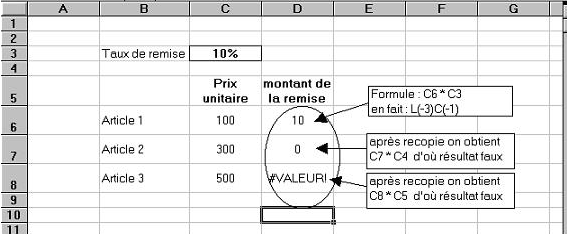 A B C D E F G
1
2
3 Taux de remise 10%
4
Prix montant de
5 unitaire la remise
Formule : C6 * C3
en fait : L(-3)C(-1)
6 Article 1 100 10
après recopie on obtient
7 Article 2 300 0 C7 * C4 d'où résultat faux
8 Article 3 500 #VALEUR! après recopie on obtient
C8 * C5 d'où résultat faux
9
10
11